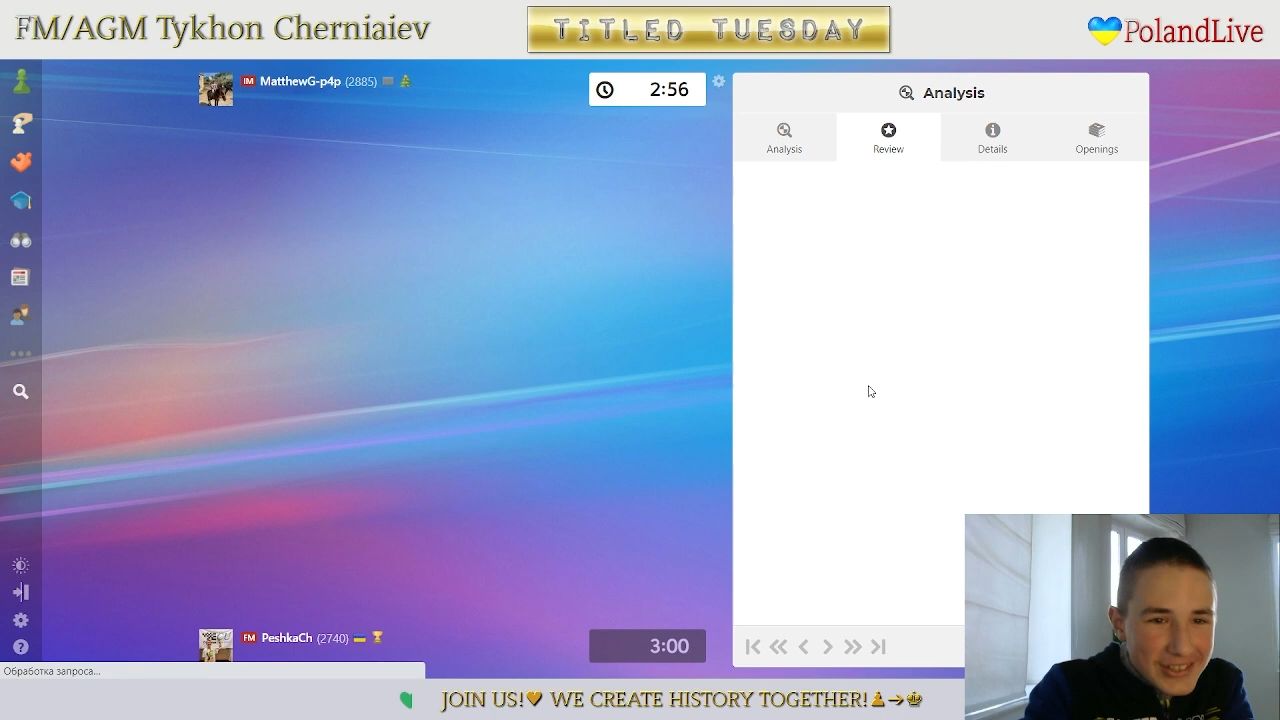 FM/AGM Tykhon Cherniaiev
TITLED TUESDAY
PolandLive
IM MatthewG-p4p (2885)
2:56
Analysis
Analysis
Review
Details
Openings
FM PeshkaCh (2740)
3:00
Обработка запроса...
JOIN US! WE CREATE HISTORY TOGETHER!